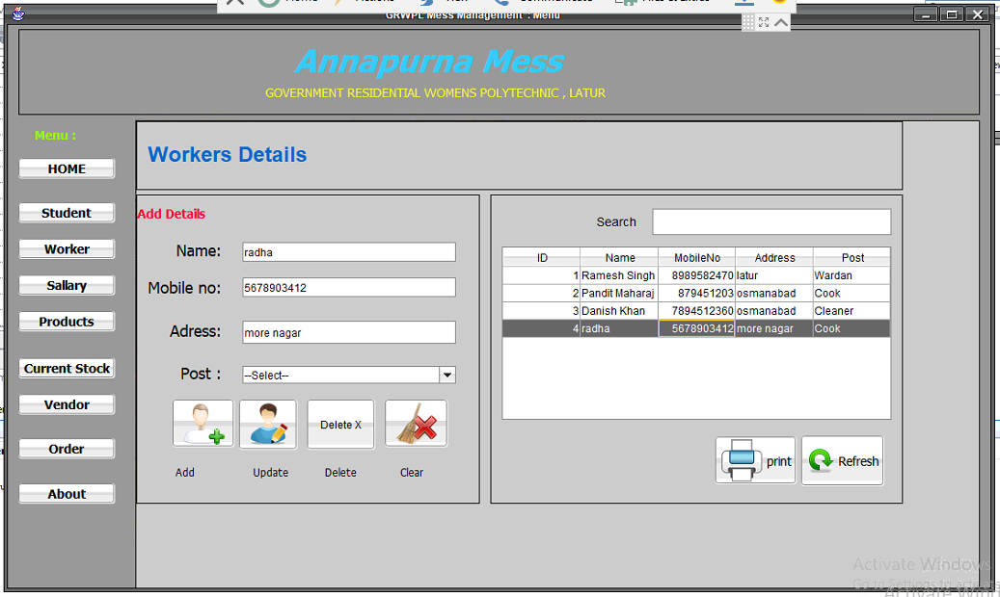 GRWPL Mess Management : Menu
Annapurna Mess
GOVERNMENT RESIDENTIAL WOMENS POLYTECHNIC , LATUR
Menu :
HOME
Student
Worker
Sallary
Products
Current Stock
Vendor
Order
About
Workers Details
Add Details
Name: radha
Mobile no: 5678903412
Adress: more nagar
Post : --Select--
Delete X
Add Update Delete Clear
Search
ID Name MobileNo Address Post
1 Ramesh Singh 8989582470 latur Wardan
2 Pandit Maharaj 879451203 osmanabad Cook
3 Danish Khan 7894512360 osmanabad Cleaner
4 radha 5678903412 more nagar Cook
print Refresh
Activate Windows